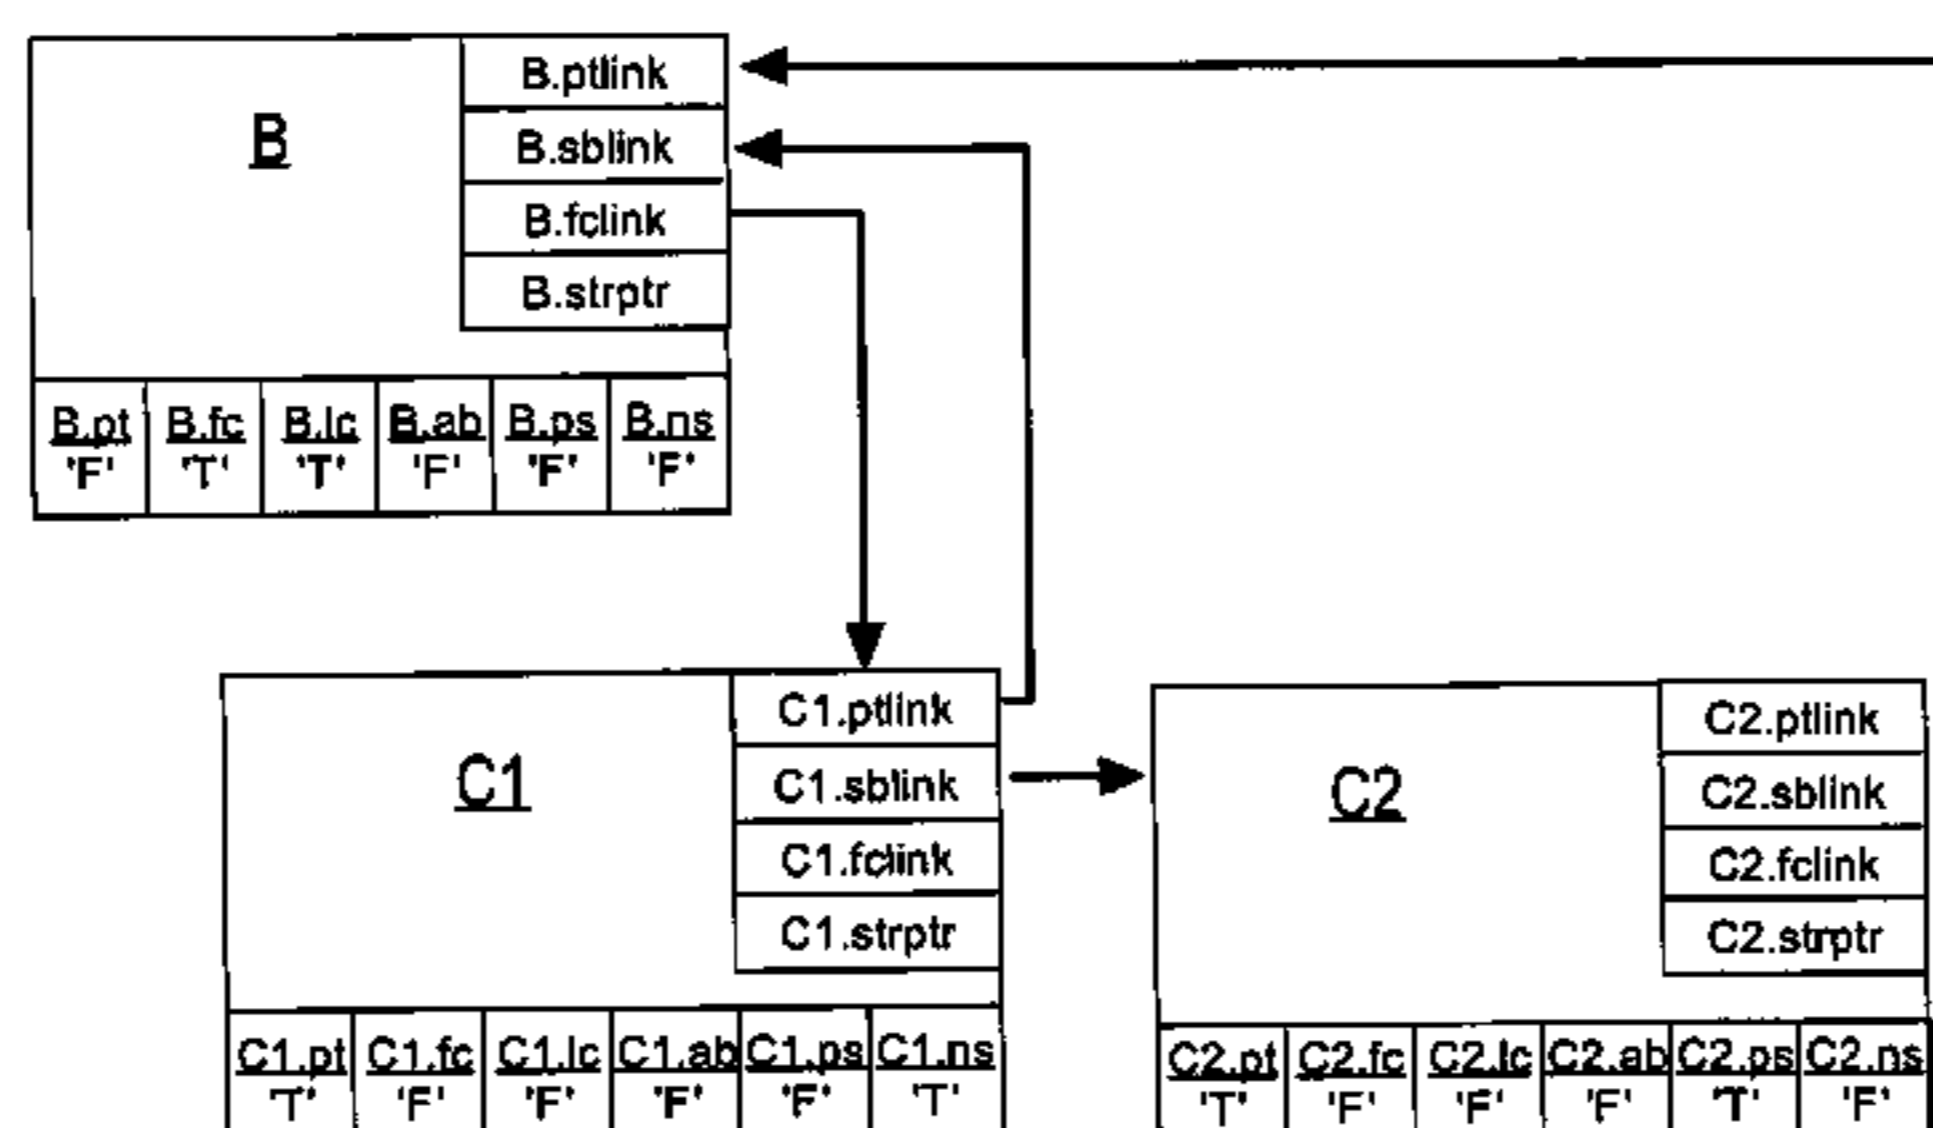 B
B.ptlink
B.sblink
B.fclink
B.strptr
B.pt B.fc B.lc B.ab B.ps B.ns
'F' 'T' 'T' 'F' 'F' 'F'
C1
C1.ptlink
C1.sblink
C1.fclink
C1.strptr
C1.pt C1.fc C1.lc C1.ab C1.ps C1.ns
'T' 'F' 'F' 'F' 'F' 'T'
C2
C2.ptlink
C2.sblink
C2.fclink
C2.strptr
C2.pt C2.fc C2.lc C2.ab C2.ps C2.ns
'T' 'F' 'F' 'F' 'T' 'F'